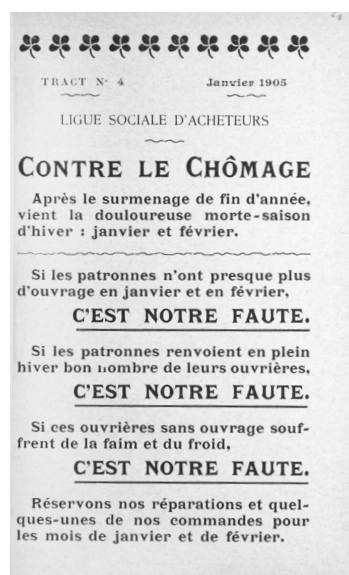 TRACT N° 4 Janvier 1905
LIGUE SOCIALE D'ACHETEURS
CONTRE LE CHÔMAGE
Après le surmenage de fin d'année,
vient la douloureuse morte-saison
d'hiver : janvier et février.
Si les patronnes n'ont presque plus
d'ouvrage en janvier et en février,
C'EST NOTRE FAUTE.
Si les patronnes renvoient en plein
hiver bon nombre de leurs ouvrières,
C'EST NOTRE FAUTE.
Si ces ouvrières sans ouvrage souf-
frent de la faim et du froid,
C'EST NOTRE FAUTE.
Réservons nos réparations et quel-
ques-unes de nos commandes pour
les mois de janvier et de février.